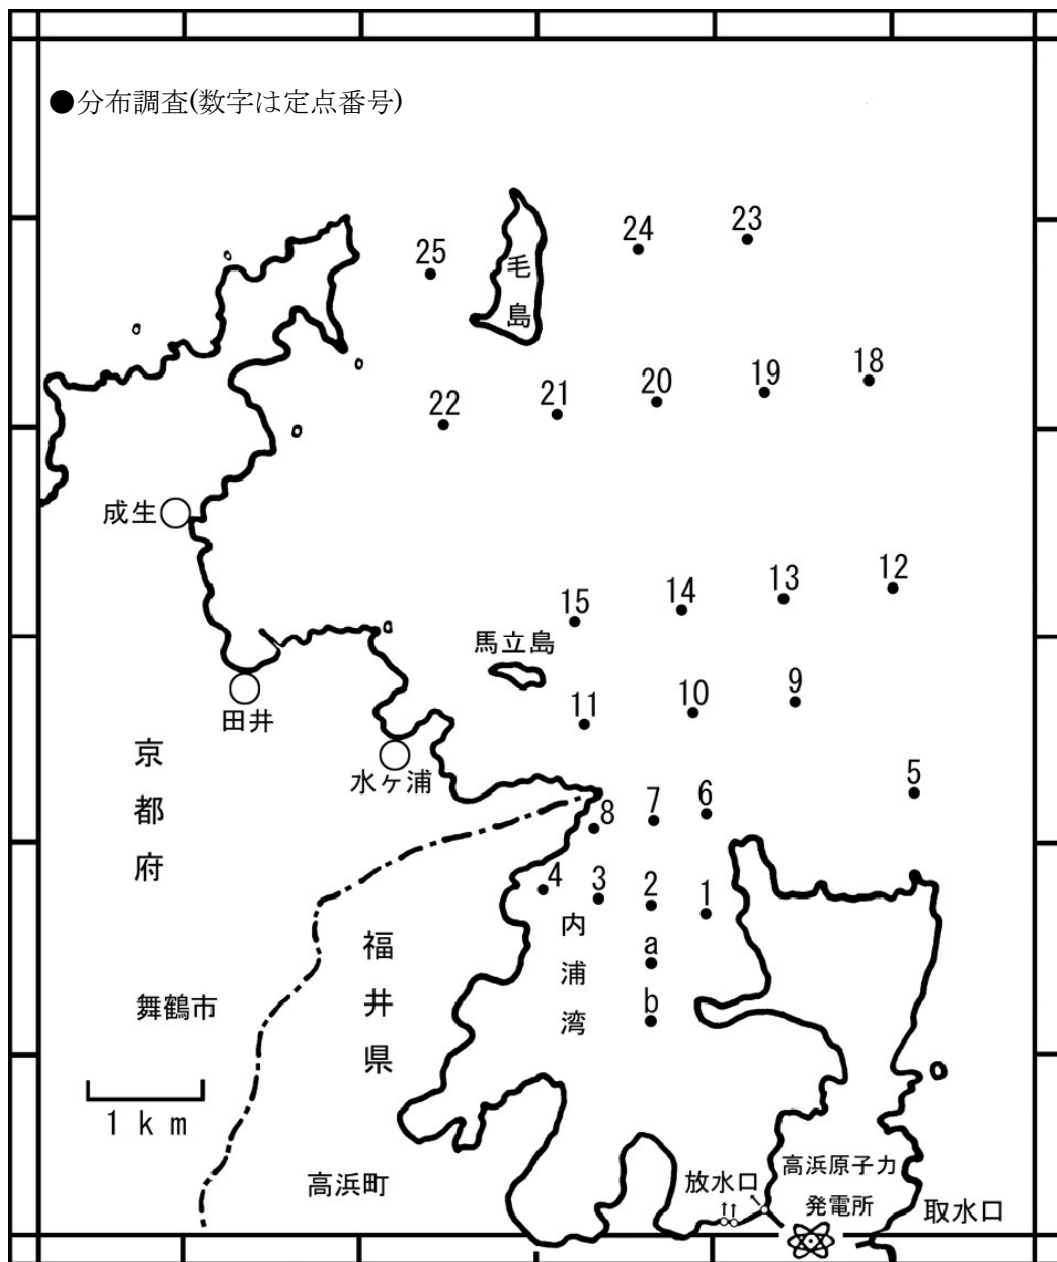 ●分布調査(数字は定点番号)
23
24
25
毛島
18
19
20
21
22
成生
12
13
14
15
馬立島
9
10
11
田井
水ヶ浦
京都府
5
6
7
8
4
3
2
1
内浦湾
a
b
福井県
舞鶴市
1 km
高浜町
放水口
高浜原子力
発電所
取水口